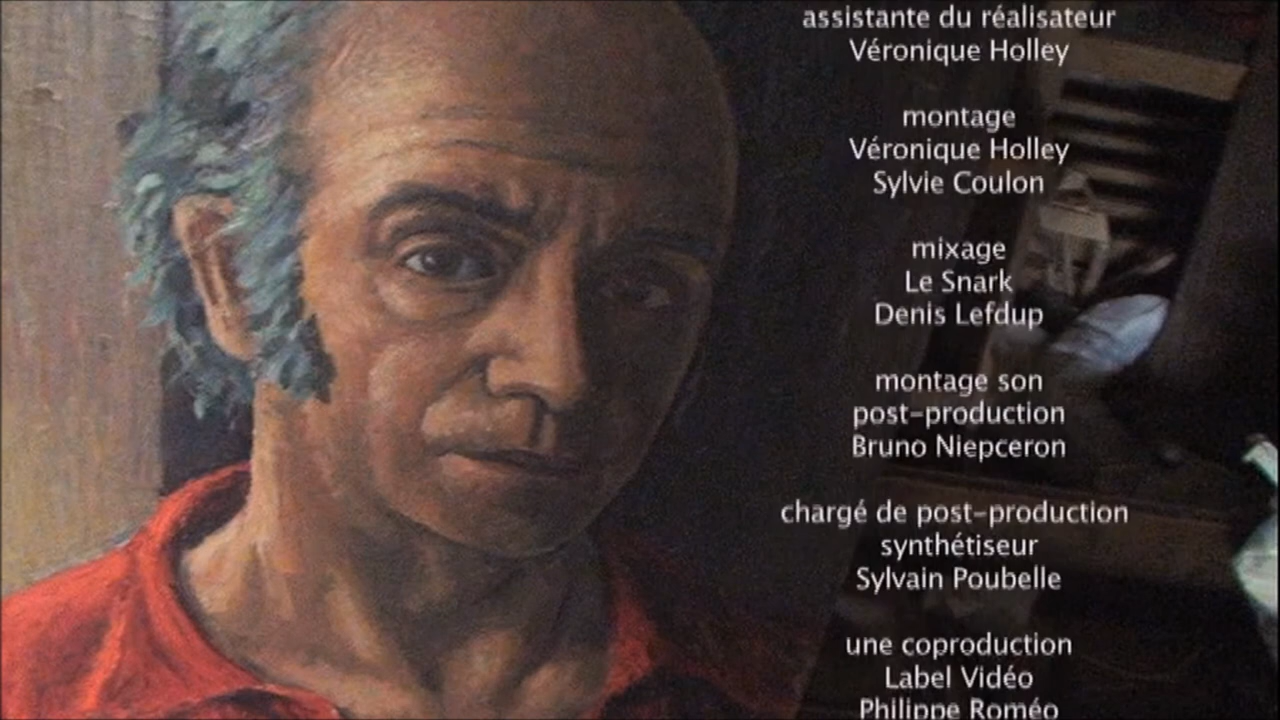 assistante du réalisateur
Véronique Holley
montage
Véronique Holley
Sylvie Coulon
mixage
Le Snark
Denis Lefdup
montage son
post-production
Bruno Niepceron
chargé de post-production
synthétiseur
Sylvain Poubelle
une coproduction
Label Vidéo
Philippe Roméo